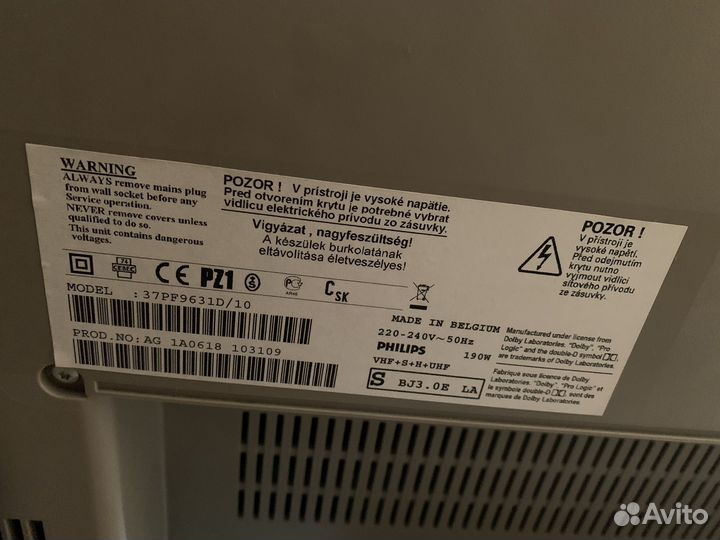 WARNING
ALWAYS remove mains plug
from wall socket before any
Service operation.
NEVER remove covers unless
qualified to do so.
This unit contains dangerous
voltages.
POZOR ! V prístroji je vysoké napätie.
Pred otvorením krytu je potrebné vybrat
vidlicu elektrického prívodu zo zásuvky.
Vigyázat, nagyfeszültség!
A készülek burkolatának
eltávolítása életveszélyes!
POZOR !
V přístroji je
vysoké napětí.
Před odejmutím
krytu nutno
vyjmout vidlici
síťového přívodu
ze zásuvky.
CE PZ1 S PC CSK
MODEL : 37PF9631D/10
PROD.NO: AG 1A0618 103109
MADE IN BELGIUM
220-240V~50Hz
PHILIPS 190W
VHF+S+H+UHF
S BJ3.0E LA
Manufactured under license from
Dolby Laboratories. "Dolby", "Pro
Logic" and the double-D symbol
are trademarks of Dolby Laboratories.
Fabrique sous licence de Dolby
Laboratories. "Dolby", "Pro Logic" et
le symbole double-D, sont des
marques de Dolby Laboratories
Avito